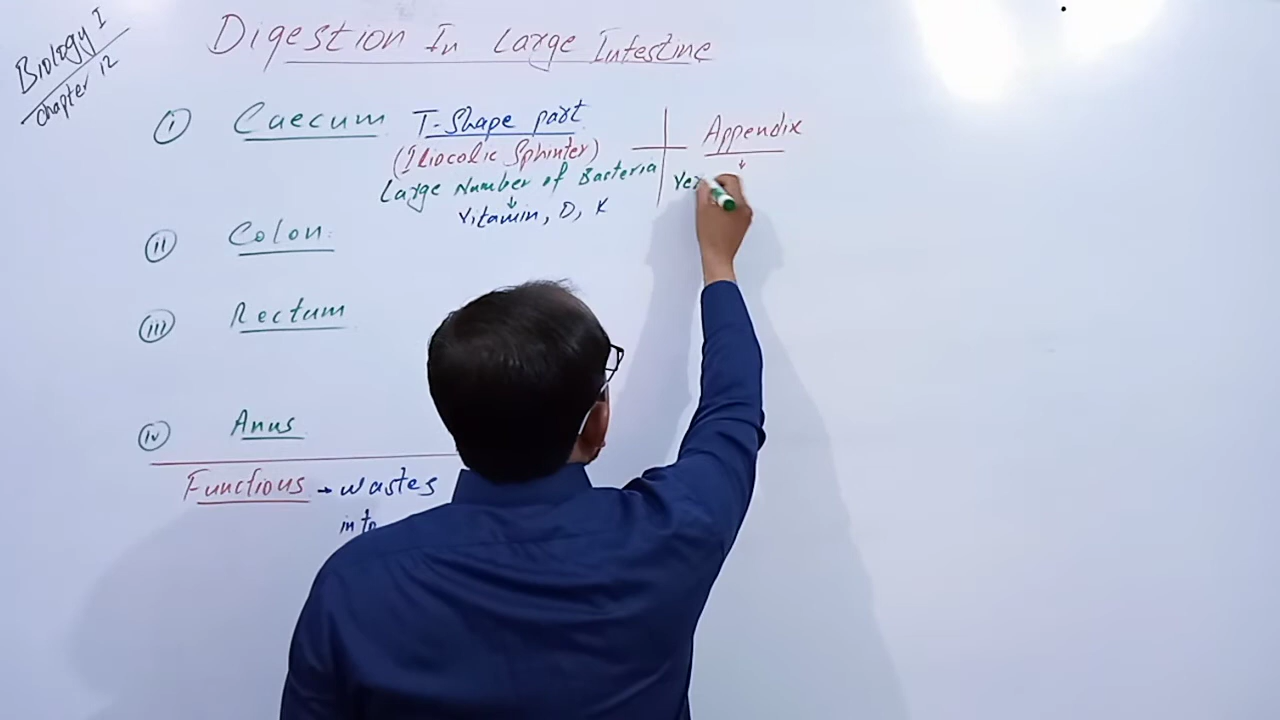 Biology I
Chapter 12
Digestion In Large Intestine
i Caecum T-Shape part
(Iliocolic Sphinter)
Large Number of Bacteria
Vitamin, D, K
Appendix
Ver
ii Colon
iii Rectum
iv Anus
Functions → wastes
into